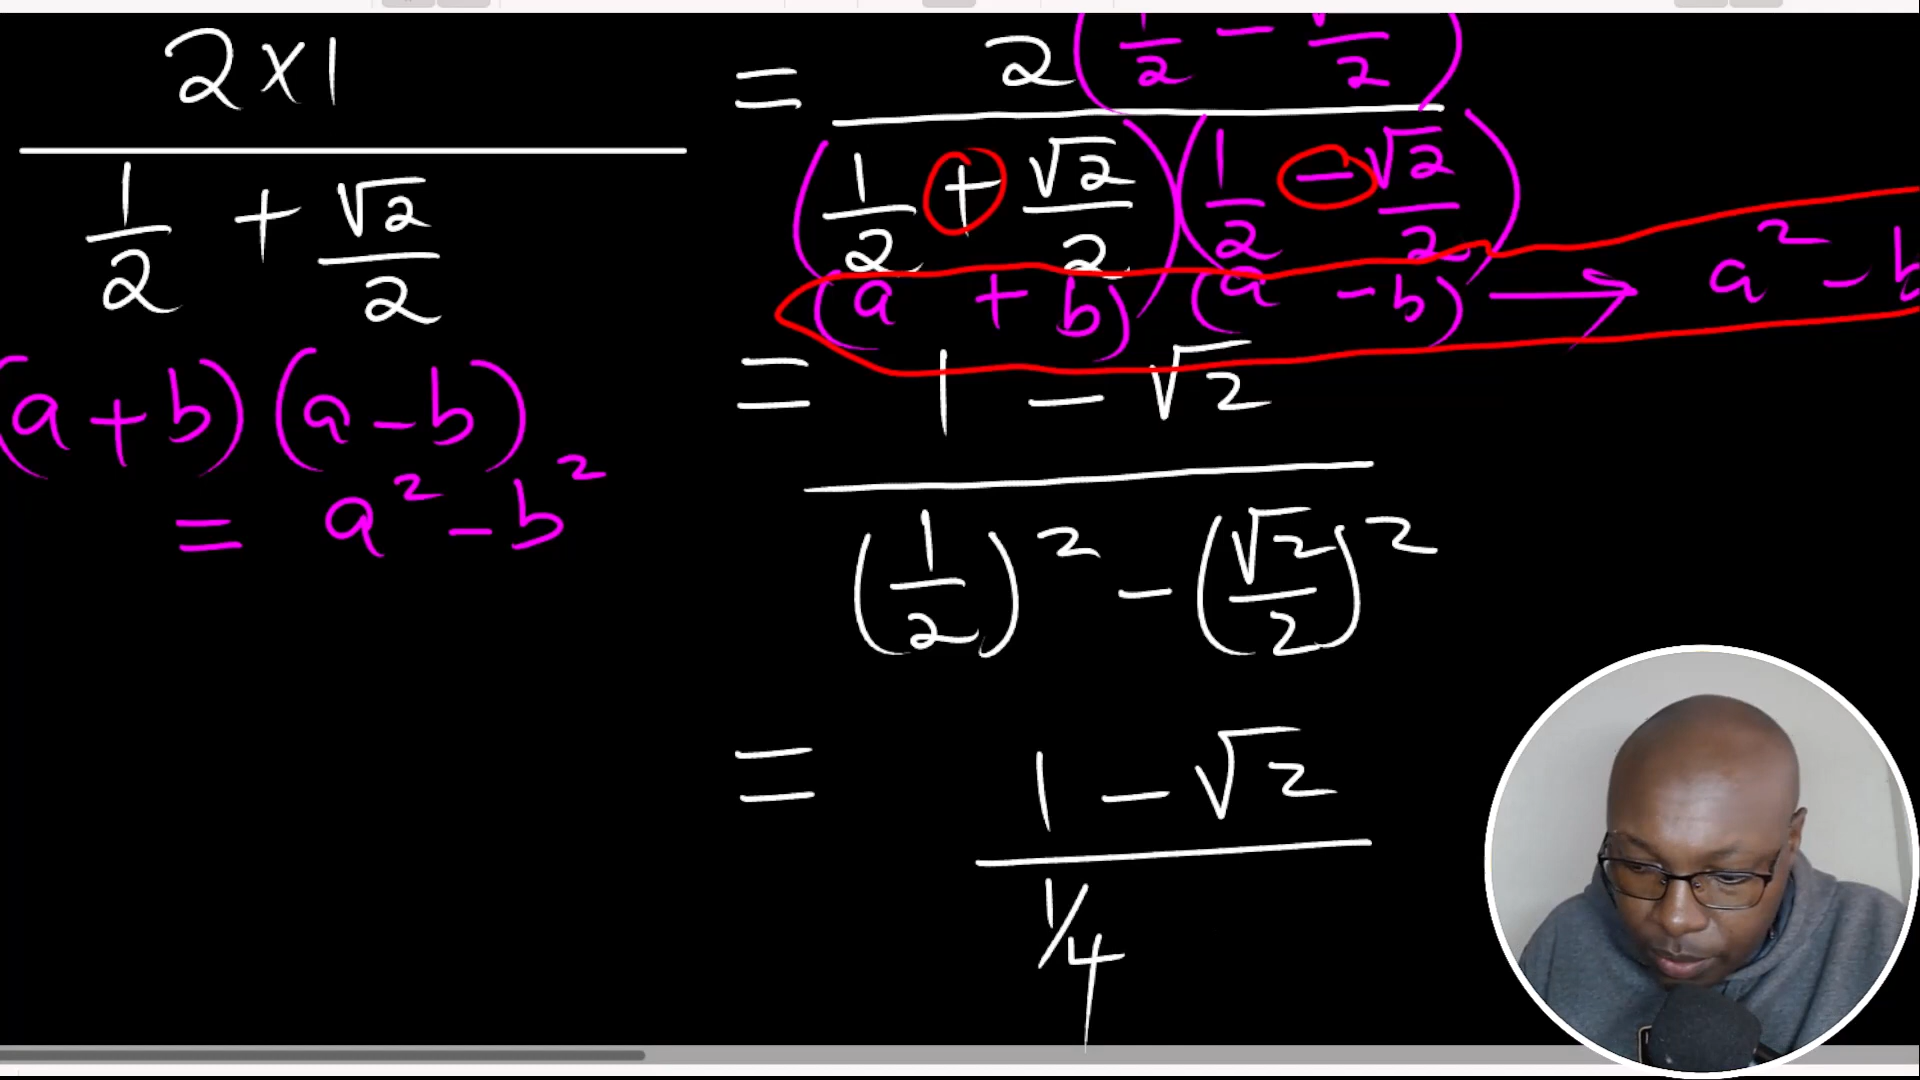 2 × 1
1/2 + √2/2
(a + b)(a - b)
= a² - b²
= 2(1/2 - √/2)
(1/2 + √2/2)(1/2 - √2/2)
(a + b)(a - b) → a² - b
= 1 - √2
(1/2)² - (√2/2)²
= 1 - √2
1/4